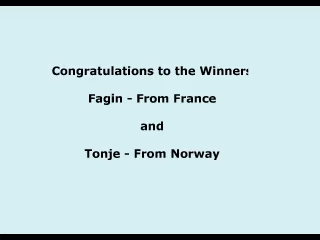 Congratulations to the Winners
Fagin - From France
and
Tonje - From Norway